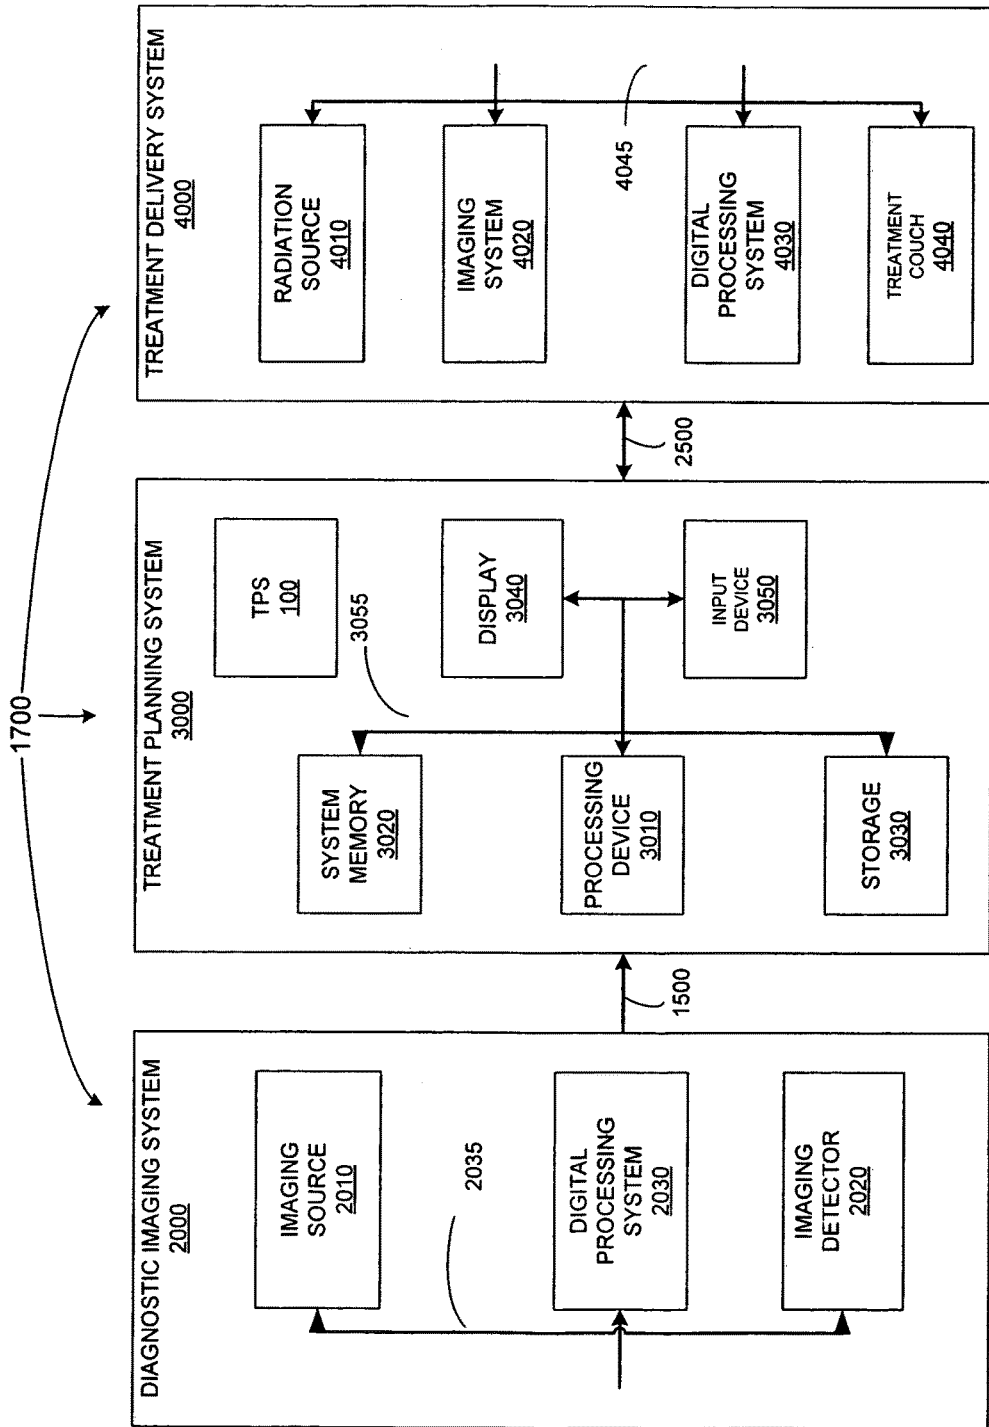 1700
DIAGNOSTIC IMAGING SYSTEM
2000
IMAGING
SOURCE
2010
2035
DIGITAL
PROCESSING
SYSTEM
2030
IMAGING
DETECTOR
2020
1500
TREATMENT PLANNING SYSTEM
3000
TPS
100
3055
SYSTEM
MEMORY
3020
DISPLAY
3040
PROCESSING
DEVICE
3010
INPUT
DEVICE
3050
STORAGE
3030
2500
TREATMENT DELIVERY SYSTEM
4000
RADIATION
SOURCE
4010
IMAGING
SYSTEM
4020
4045
DIGITAL
PROCESSING
SYSTEM
4030
TREATMENT
COUCH
4040